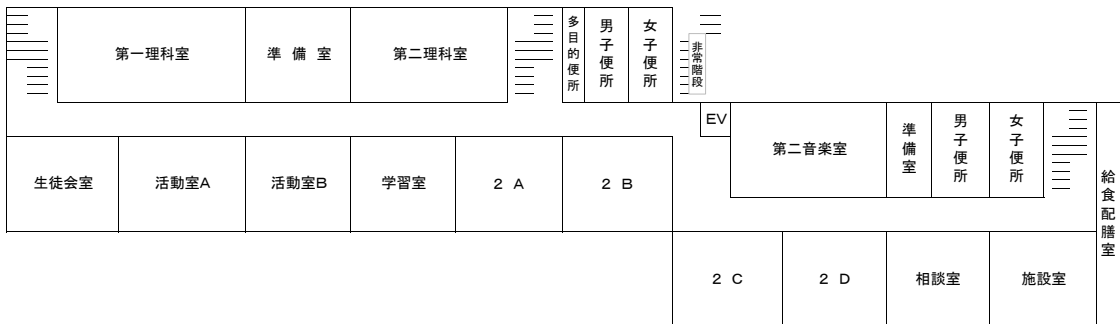 第一理科室
準 備 室
第二理科室
多目的便所
男子便所
女子便所
非常階段
EV
第二音楽室
準備室
男子便所
女子便所
給食配膳室
生徒会室
活動室A
活動室B
学習室
２ A
２ B
２ C
２ D
相談室
施設室